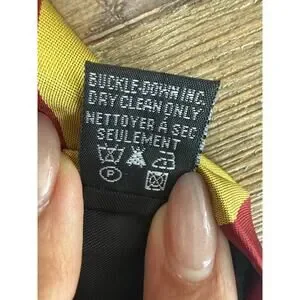 BUCKLE-DOWN INC.
DRY CLEAN ONLY
NETTOYER À SEC
SEULEMENT
P